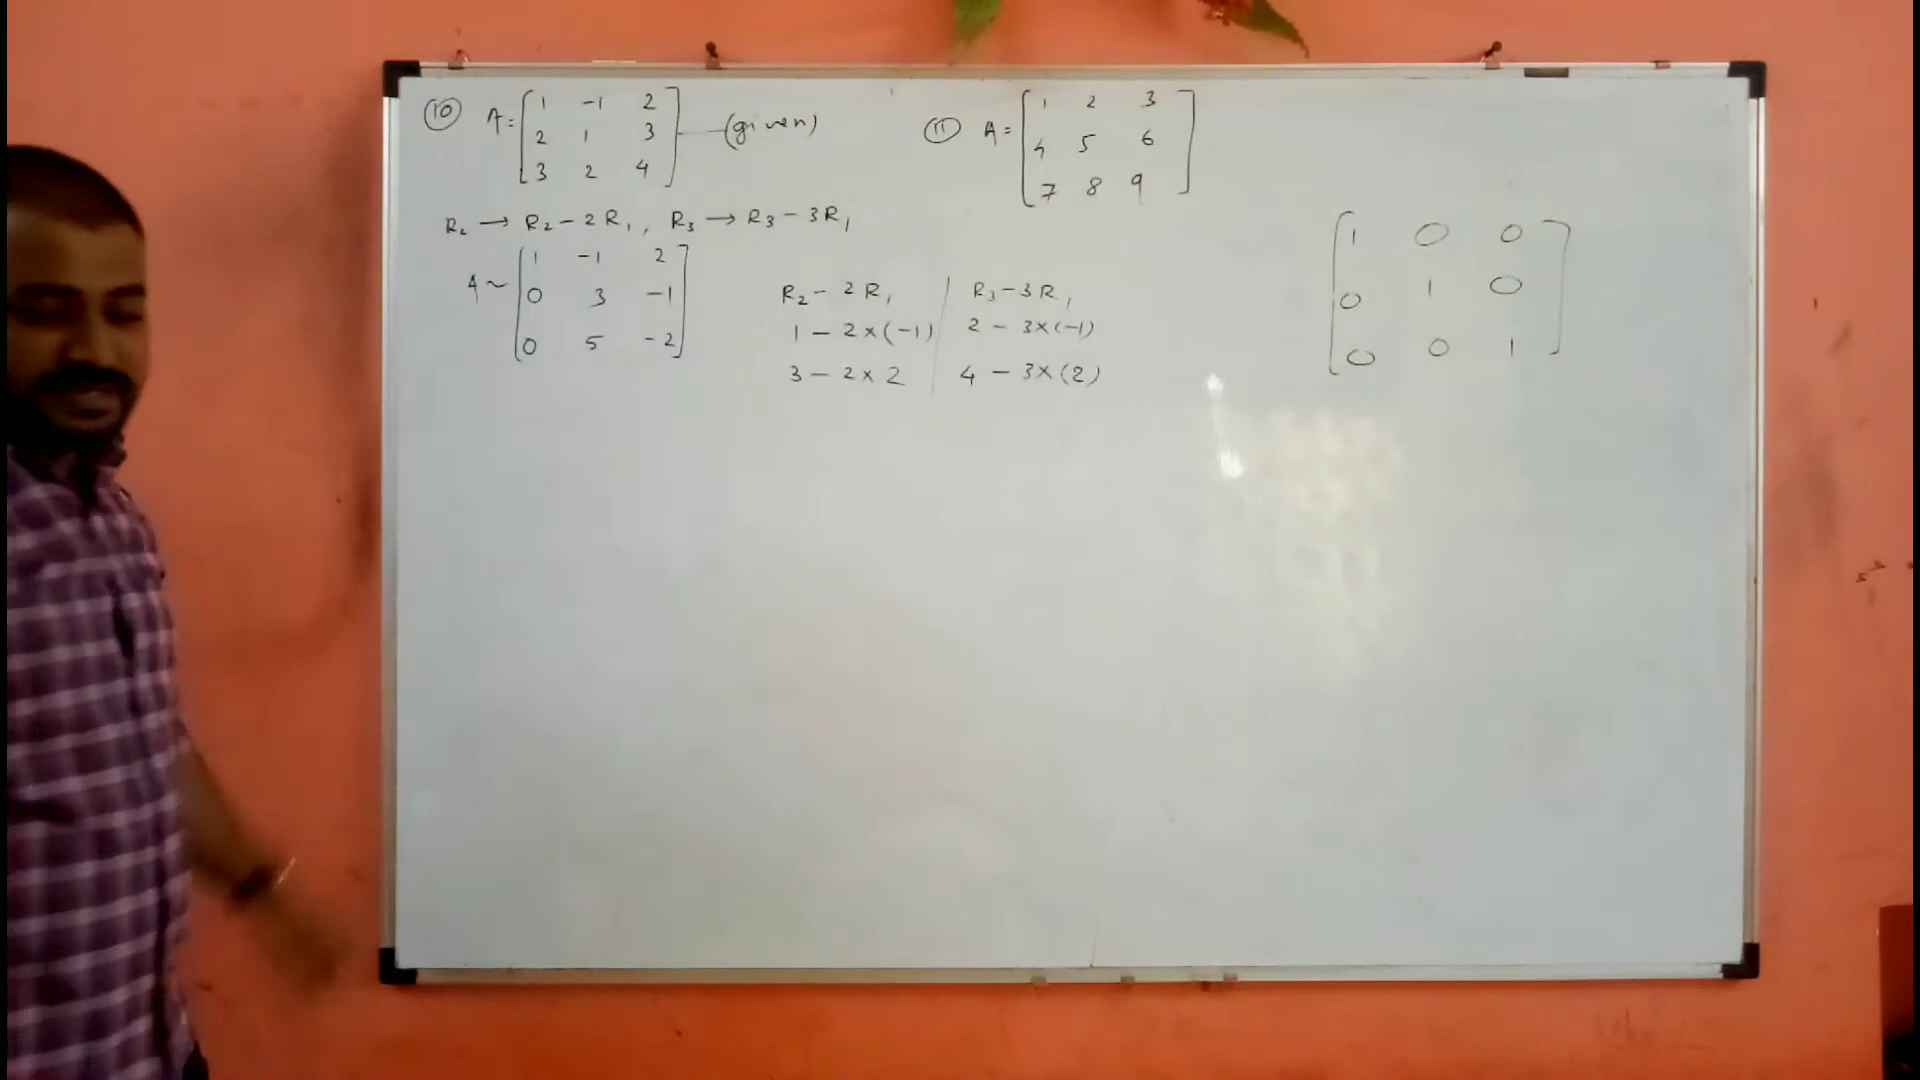 (10) A = [ 1 -1 2
2 1 3
3 2 4 ] — (given)
R₂ → R₂ - 2R₁, R₃ → R₃ - 3R₁
A ~ [ 1 -1 2
0 3 -1
0 5 -2 ]
R₂ - 2R₁
1 - 2×(-1)
3 - 2×2
R₃ - 3R₁
2 - 3×(-1)
4 - 3×(2)
(11) A = [ 1 2 3
4 5 6
7 8 9 ]
[ 1 0 0
0 1 0
0 0 1 ]